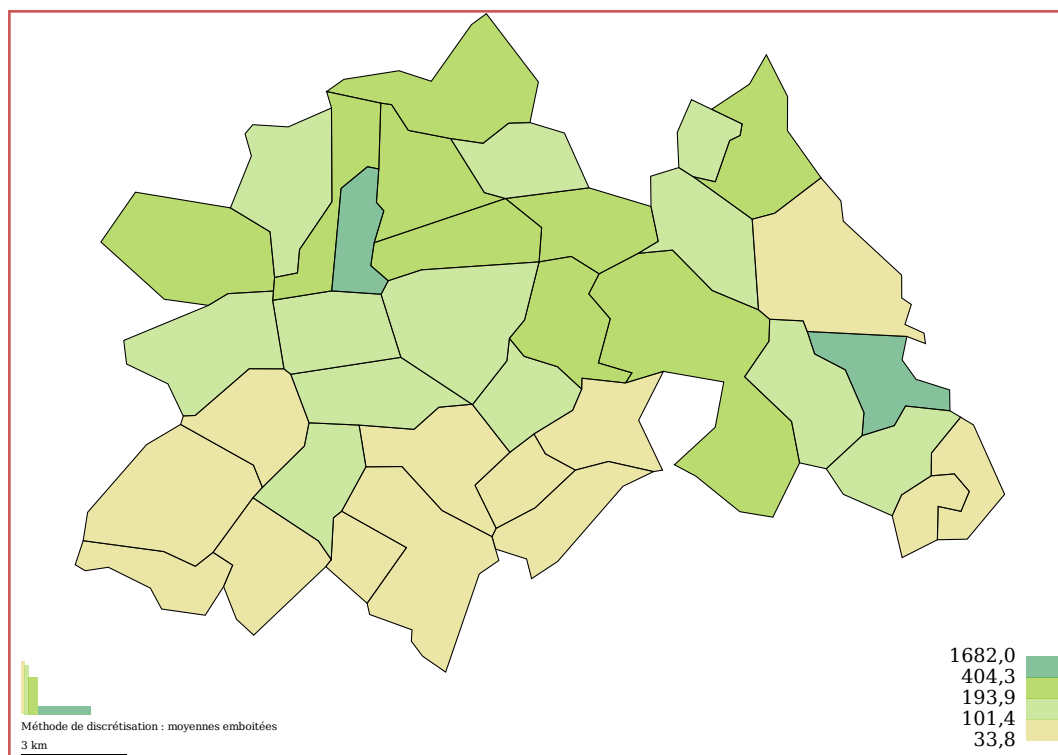 1682,0
404,3
193,9
101,4
33,8
Méthode de discrétisation : moyennes emboitées
3 km